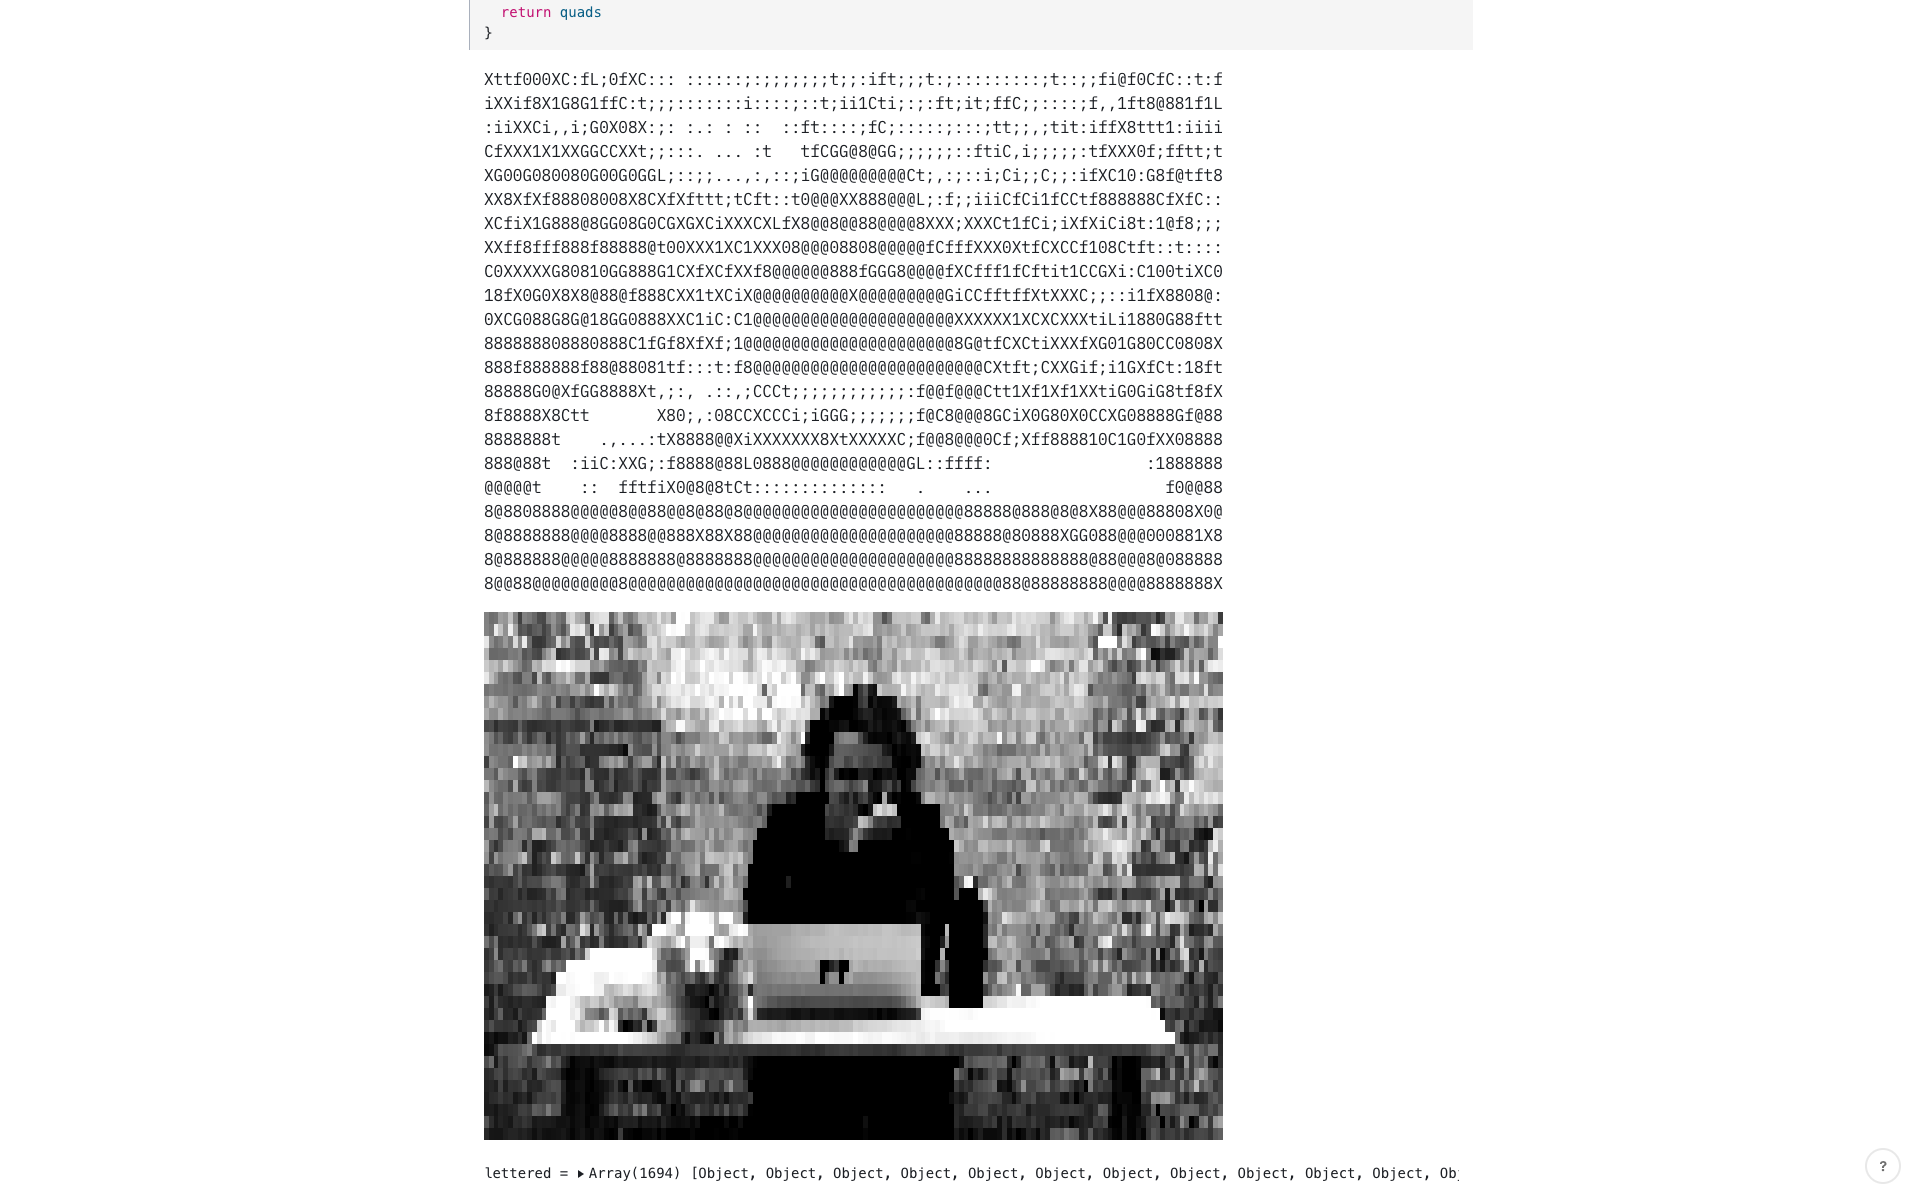 return quads
}
Xttf000XC:fL;0fXC::: ::::::;:;;;;;;;t;;:ift;;;t:;:::::::::;t::;;fi@f0CfC::t:f
iXXif8X1G8G1ffC:t;;;:::::::i::::;::t;ii1Cti;:;:ft;it;ffC;;::::;f,,1ft8@881f1L
:iiXXCi,,i;G0X08X:;: :.: : ::  ::ft::::;fC;:::::;:::;tt;;,;tit:iffX8ttt1:iiii
CfXXX1X1XXGGCCXXt;;:::. ... :t   tfCGG@8@GG;;;;;;::ftiC,i;;;;;:tfXXX0f;fftt;t
XG00G080080G00G0GGL;::;;...,:,::;iG@@@@@@@@@Ct;,:;::i;Ci;;C;;:ifXC10:G8f@tft8
XX8XfXf88808008X8CXfXfttt;tCft::t0@@@XX888@@@L;:f;;iiiCfCi1fCCtf888888CfXfC::
XCfiX1G888@8GG08G0CGXGXCiXXXCXLfX8@@8@@88@@@@8XXX;XXXCt1fCi;iXfXiCi8t:1@f8;;;
XXff8fff888f88888@t00XXX1XC1XXX08@@@08808@@@@@fCfffXXX0XtfCXCCf108Ctft::t::::
C0XXXXXG80810GG888G1CXfXCfXXf8@@@@@@888fGGG8@@@@fXCfff1fCftit1CCGXi:C100tiXC0
18fX0G0X8X8@88@f888CXX1tXCiX@@@@@@@@@@X@@@@@@@@@GiCCfftffXtXXXC;;::i1fX8808@:
0XCG088G8G@18GG0888XXC1iC:C1@@@@@@@@@@@@@@@@@@@@@XXXXXX1XCXCXXXtiLi1880G88ftt
888888808880888C1fGf8XfXf;1@@@@@@@@@@@@@@@@@@@@@@8G@tfCXCtiXXXfXG01G80CC0808X
888f888888f88@88081tf:::t:f8@@@@@@@@@@@@@@@@@@@@@@@@CXtft;CXXGif;i1GXfCt:18ft
88888G0@XfGG8888Xt,;:, .::,;CCCt;;;;;;;;;;;;:f@@f@@@Ctt1Xf1Xf1XXtiG0GiG8tf8fX
8f8888X8Ctt       X80;,:08CCXCCCi;iGGG;;;;;;;f@C8@@@8GCiX0G80X0CCXG08888Gf@88
8888888t    .,...:tX8888@@XiXXXXXXX8XtXXXXXC;f@@8@@@0Cf;Xff888810C1G0fXX08888
888@88t  :iiC:XXG;:f8888@88L0888@@@@@@@@@@@@GL::ffff:                :1888888
@@@@@t    ::  fftfiX0@8@8tCt::::::::::::::   .    ...                  f0@@88
8@8808888@@@@@8@@88@@8@88@8@@@@@@@@@@@@@@@@@@@@@@@88888@888@8@8X88@@@88808X0@
8@8888888@@@@8888@@888X88X88@@@@@@@@@@@@@@@@@@@@@88888@80888XGG088@@@000881X8
8@888888@@@@@8888888@8888888@@@@@@@@@@@@@@@@@@@@@88888888888888@88@@@8@088888
8@@88@@@@@@@@@8@@@@@@@@@@@@@@@@@@@@@@@@@@@@@@@@@@@@@@@88@88888888@@@@8888888X
lettered = ▸Array(1694) [Object, Object, Object, Object, Object, Object, Object, Object, Object, Object, Object, Ob
?